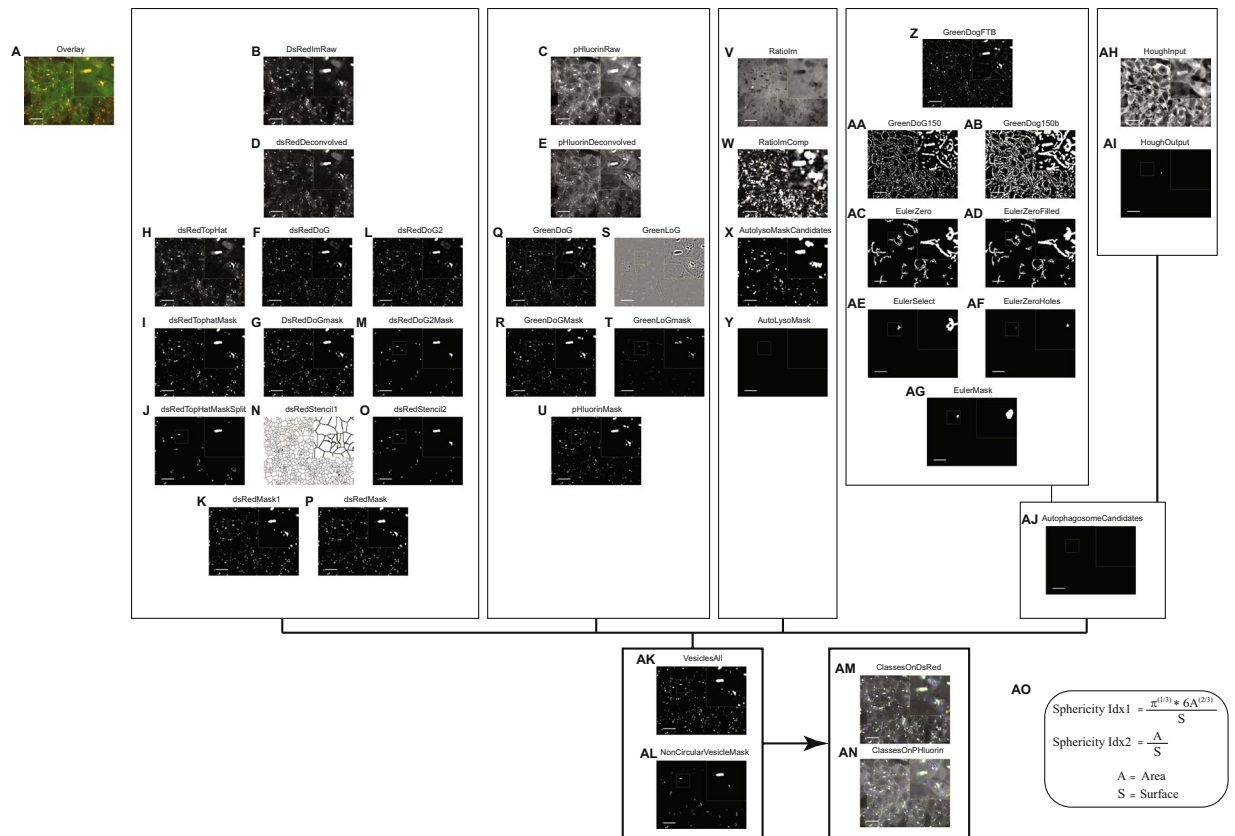 A Overlay
B DsRedImRaw
C pHluorinRaw
V RatioIm
Z GreenDogFTB
AH HoughInput
D dsRedDeconvolved
E pHluorinDeconvolved
W RatioImComp
AA GreenDoG150
AB GreenDog150b
AI HoughOutput
H dsRedTopHat
F dsRedDoG
L dsRedDoG2
Q GreenDoG
S GreenLoG
X AutolysoMaskCandidates
AC EulerZero
AD EulerZeroFilled
I dsRedTophatMask
G DsRedDoGmask
M dsRedDoG2Mask
R GreenDoGMask
T GreenLoGmask
Y AutoLysoMask
AE EulerSelect
AF EulerZeroHoles
J dsRedTopHatMaskSplit
N dsRedStencil1
O dsRedStencil2
U pHluorinMask
AG EulerMask
K dsRedMask1
P dsRedMask
AJ AutophagosomeCandidates
AK VesiclesAll
AM ClassesOnDsRed
AL NonCircularVesicleMask
AN ClassesOnPHluorin
AO
Sphericity Idx1 = π^(1/3) * 6A^(2/3) / S
Sphericity Idx2 = A / S
A = Area
S = Surface